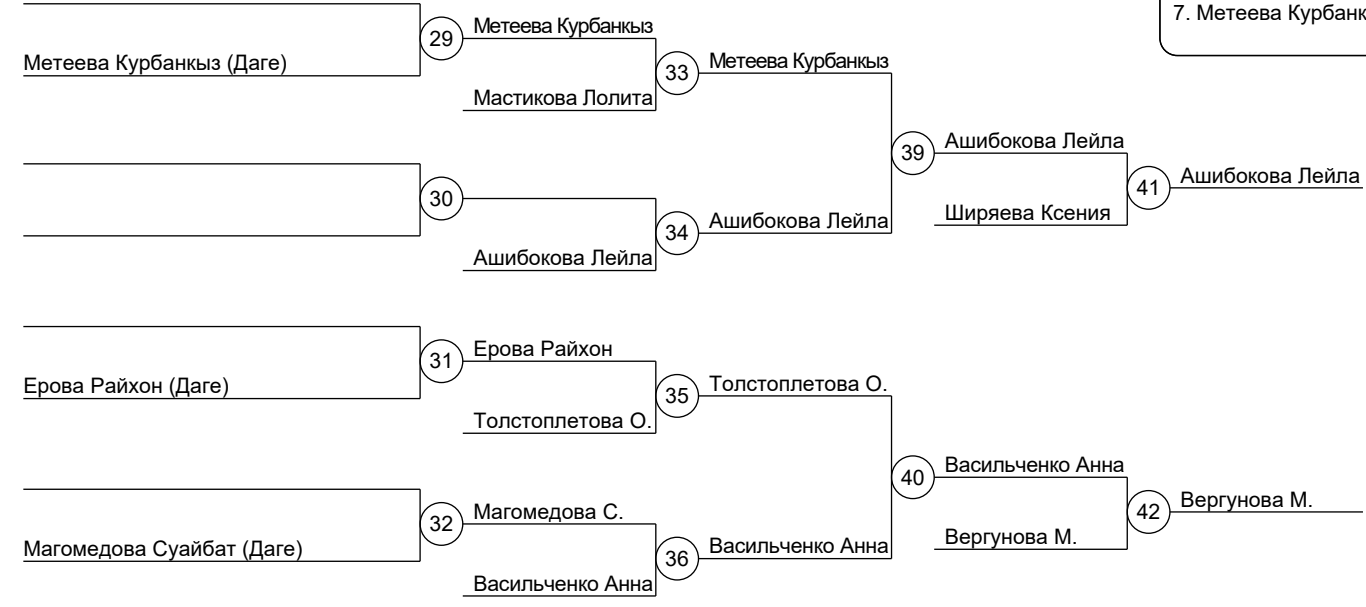 7. Метеева Курбанк
29
Метеева Курбанкыз
Метеева Курбанкыз (Даге)
33
Метеева Курбанкыз
Мастикова Лолита
39
Ашибокова Лейла
30
41
Ашибокова Лейла
34
Ашибокова Лейла
Ширяева Ксения
Ашибокова Лейла
31
Ерова Райхон
Ерова Райхон (Даге)
35
Толстоплетова О.
Толстоплетова О.
40
Васильченко Анна
32
Магомедова С.
42
Вергунова М.
Магомедова Суайбат (Даге)
36
Васильченко Анна
Вергунова М.
Васильченко Анна